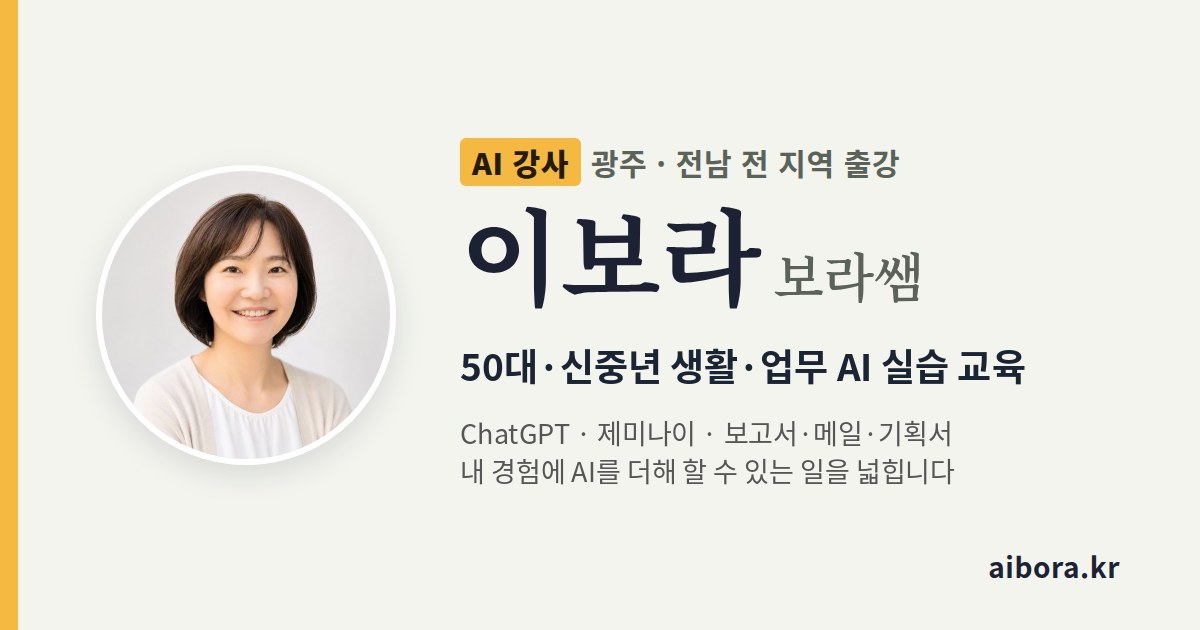 AI 강사 광주 · 전남 전 지역 출강
이보라 보라쌤
50대·신중년 생활·업무 AI 실습 교육
ChatGPT · 제미나이 · 보고서·메일·기획서
내 경험에 AI를 더해 할 수 있는 일을 넓힙니다
aibora.kr